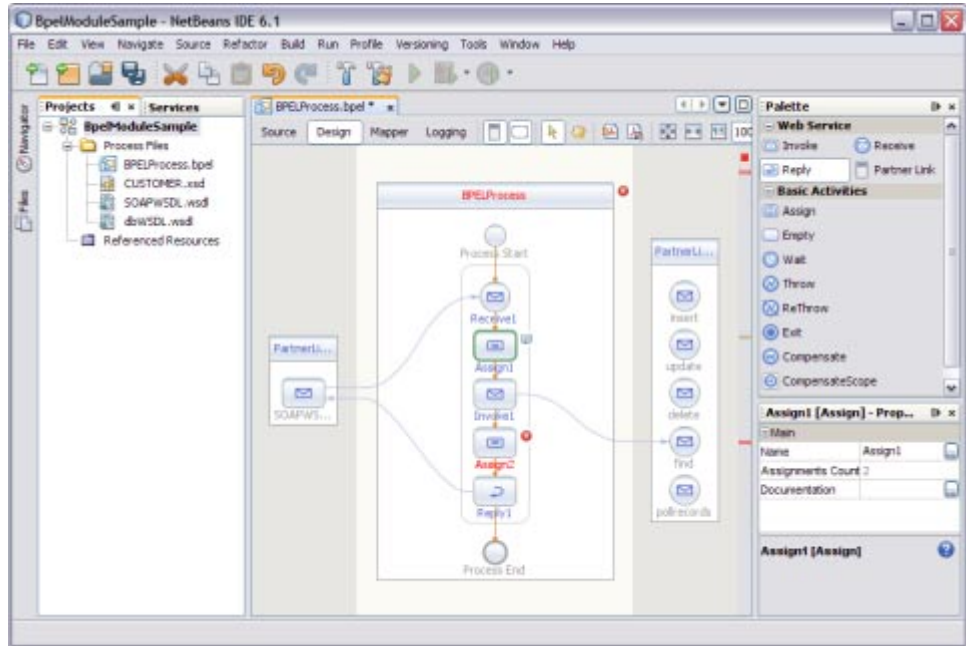 BpelModuleSample - NetBeans IDE 6.1
File Edit View Navigate Source Refactor Build Run Profile Versioning Tools Window Help
Projects Services
Navigator
Files
BpelModuleSample
Process Files
BPELProcess.bpel
CUSTOMER.xsd
SOAPWSDL.wsdl
dbWSDL.wsdl
Referenced Resources
BPELProcess.bpel *
Source Design Mapper Logging 100
BPELProcess
Process Start
Receive1
Assign1
Invoke1
Assign2
Reply1
Process End
PartnerLi...
SOAPWS...
PartnerLi...
insert
update
delete
find
pollrecords
Palette
Web Service
Invoke Receive
Reply Partner Link
Basic Activities
Assign
Empty
Wait
Throw
ReThrow
Exit
Compensate
CompensateScope
Assign1 [Assign] - Prop...
Main
Name Assign1
Assignments Count 2
Documentation
Assign1 [Assign]